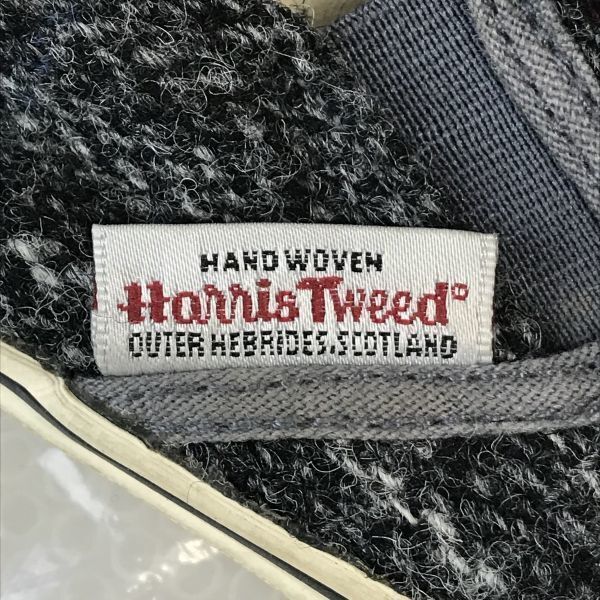 HAND WOVEN
Harris Tweed®
OUTER HEBRIDES, SCOTLAND